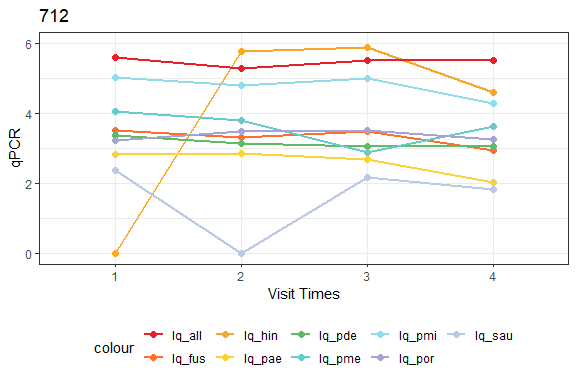 712
6
4
2
0
qPCR
1 2 3 4
Visit Times
colour
lq_all lq_hin lq_pde lq_pmi lq_sau
lq_fus lq_pae lq_pme lq_por